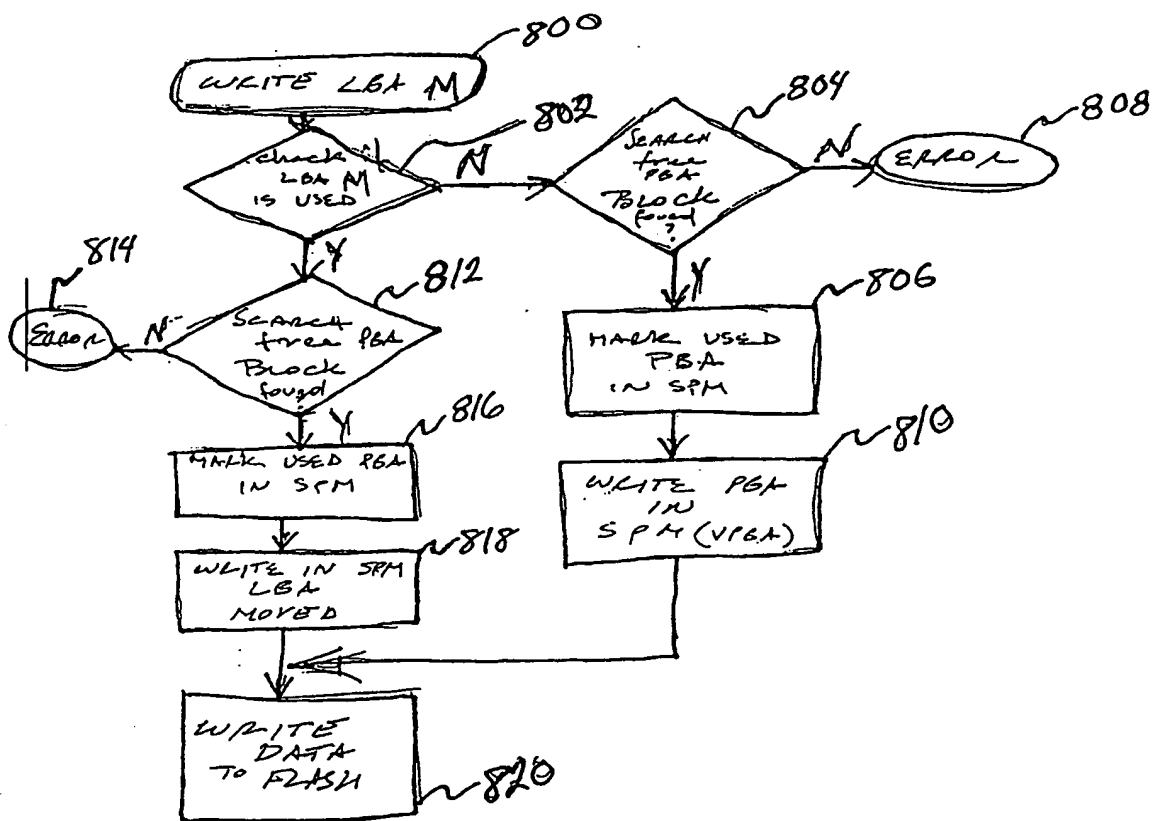 800
WRITE LBA M
802
804
808
check
LBA M
IS USED
N
SEARCH
free
PBA
BLOCK
found
?
N
ERROR
Y
Y
814
812
806
ERROR
N
SEARCH
free PBA
BLOCK
found
?
MARK USED
PBA
IN SPM
Y
816
810
MARK USED PBA
IN SPM
WRITE PBA
IN
SPM (VPBA)
818
WRITE IN SPM
LBA
MOVED
WRITE
DATA
TO FLASH
820